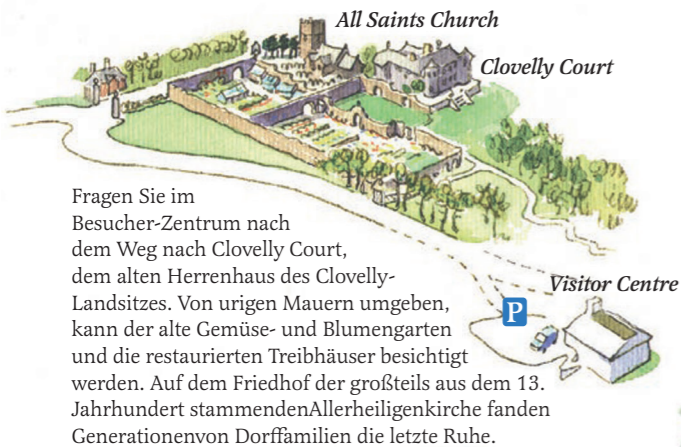 All Saints Church
Clovelly Court
Fragen Sie im
Besucher-Zentrum nach
dem Weg nach Clovelly Court,
dem alten Herrenhaus des Clovelly-
Landsitzes. Von urigen Mauern umgeben,
kann der alte Gemüse- und Blumengarten
und die restaurierten Treibhäuser besichtigt
werden. Auf dem Friedhof der großteils aus dem 13.
Jahrhundert stammendenAllerheiligenkirche fanden
Generationenvon Dorffamilien die letzte Ruhe.
Visitor Centre
P